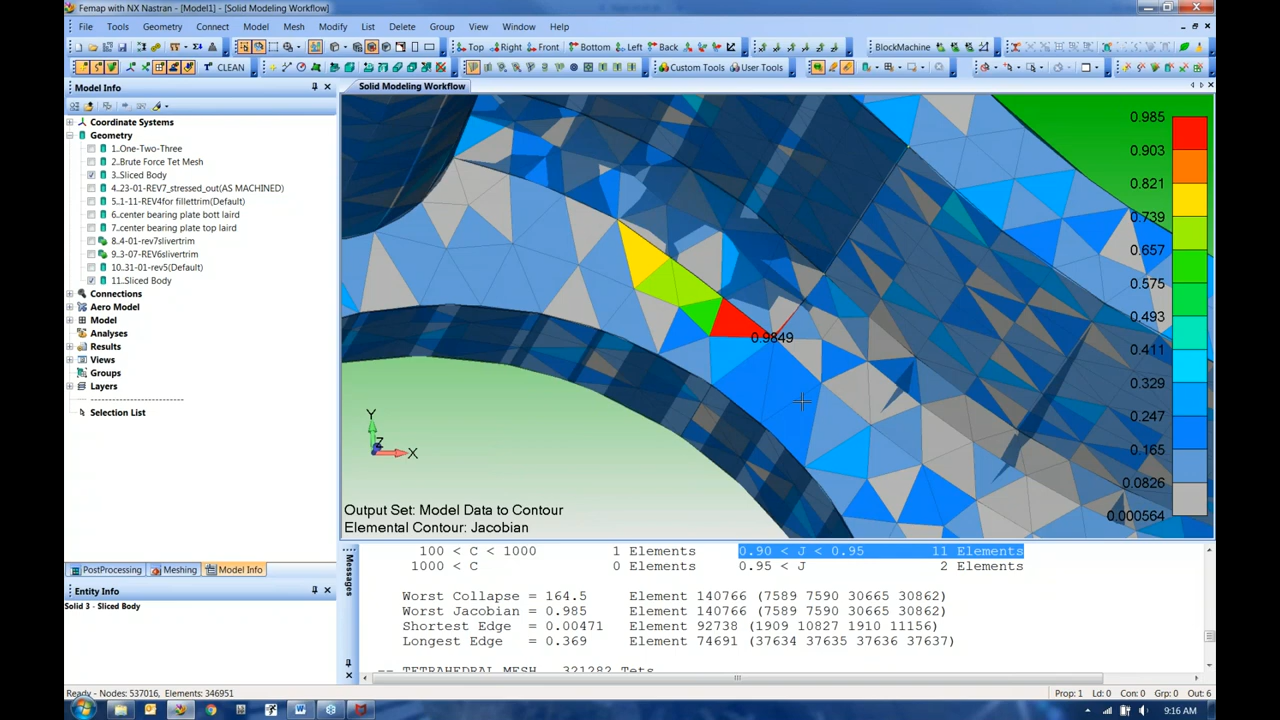 Femap with NX Nastran - [Model1] - [Solid Modeling Workflow]
File Tools Geometry Connect Model Mesh Modify List Delete Group View Window Help
Top Right Front Bottom Left Back BlockMachine
CLEAN Custom Tools User Tools
Model Info
Solid Modeling Workflow
Coordinate Systems
Geometry
1..One-Two-Three
2..Brute Force Tet Mesh
3..Sliced Body
4..23-01-REV7_stressed_out(AS MACHINED)
5..1-11-REV4for fillettrim(Default)
6..center bearing plate bott laird
7..center bearing plate top laird
8..4-01-rev7slivertrim
9..3-07-REV6slivertrim
10..31-01-rev5(Default)
11..Sliced Body
Connections
Aero Model
Model
Analyses
Results
Views
Groups
Layers
Selection List
PostProcessing Meshing Model Info
Entity Info
Solid 3 - Sliced Body
0.985
0.903
0.821
0.739
0.657
0.575
0.493
0.411
0.329
0.247
0.165
0.0826
0.000564
0.9849
Y
Z
X
Output Set: Model Data to Contour
Elemental Contour: Jacobian
Messages
100 < C < 1000 1 Elements 0.90 < J < 0.95 11 Elements
1000 < C 0 Elements 0.95 < J 2 Elements
Worst Collapse = 164.5 Element 140766 (7589 7590 30665 30862)
Worst Jacobian = 0.985 Element 140766 (7589 7590 30665 30862)
Shortest Edge = 0.00471 Element 92738 (1909 10827 1910 11156)
Longest Edge = 0.369 Element 74691 (37634 37635 37636 37637)
-- TETRAHEDRAL MESH 321282 Tets
Ready - Nodes: 537016, Elements: 346951
Prop: 1 Ld: 0 Con: 0 Grp: 0 Out: 6
9:16 AM